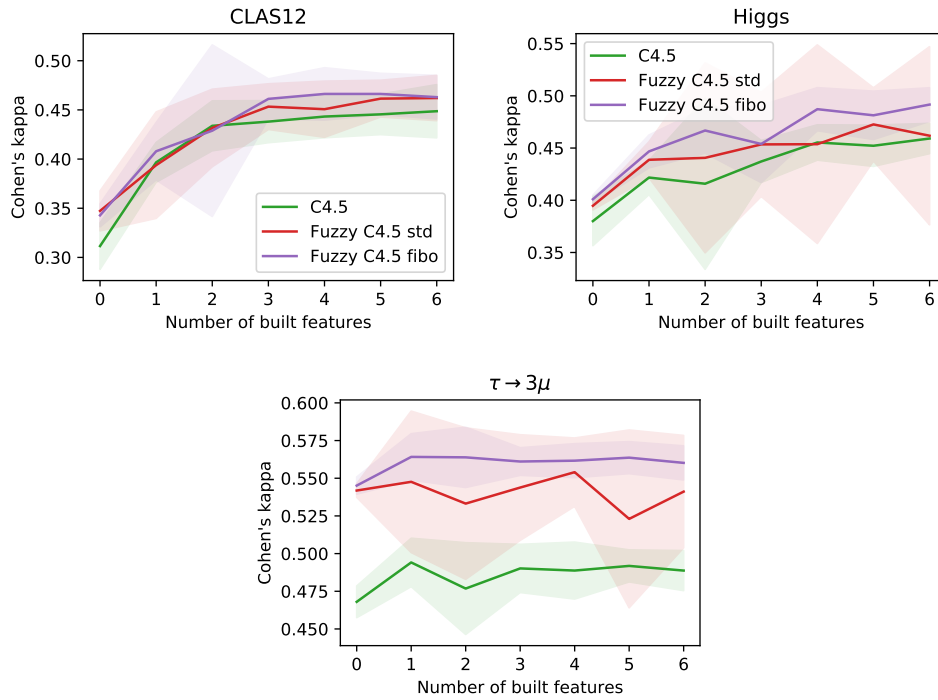 CLAS12
Cohen's kappa
0.50
0.45
0.40
0.35
0.30
C4.5
Fuzzy C4.5 std
Fuzzy C4.5 fibo
0 1 2 3 4 5 6
Number of built features
Higgs
Cohen's kappa
0.55
0.50
0.45
0.40
0.35
C4.5
Fuzzy C4.5 std
Fuzzy C4.5 fibo
0 1 2 3 4 5 6
Number of built features
τ → 3μ
Cohen's kappa
0.600
0.575
0.550
0.525
0.500
0.475
0.450
0 1 2 3 4 5 6
Number of built features